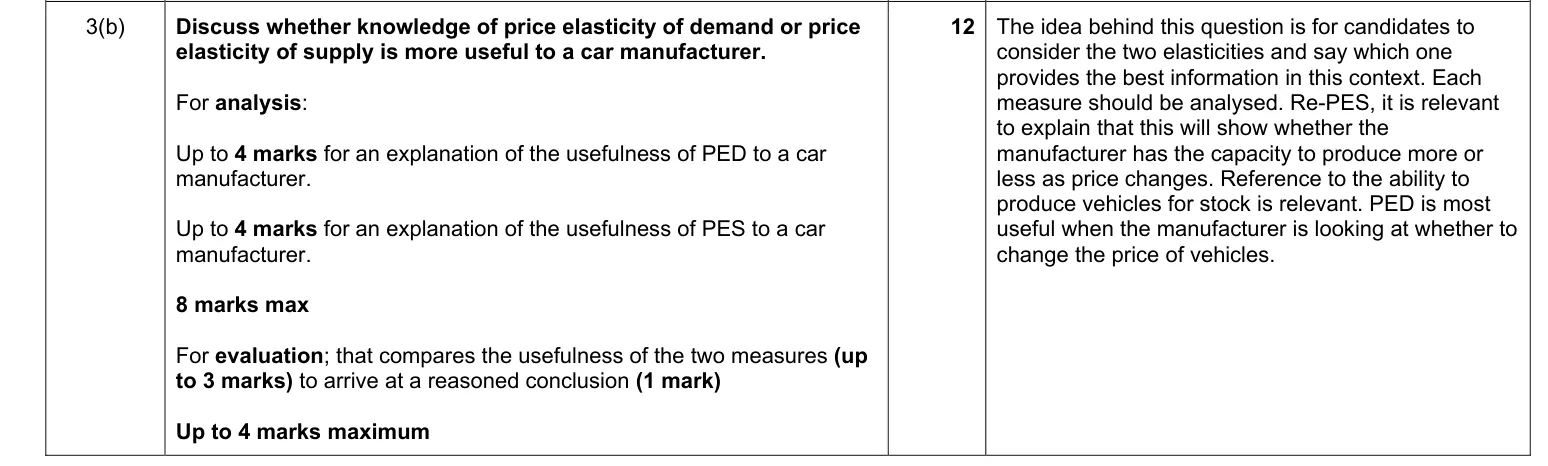 3(b)
Discuss whether knowledge of price elasticity of demand or price
elasticity of supply is more useful to a car manufacturer.
For analysis:
Up to 4 marks for an explanation of the usefulness of PED to a car
manufacturer.
Up to 4 marks for an explanation of the usefulness of PES to a car
manufacturer.
8 marks max
For evaluation; that compares the usefulness of the two measures (up
to 3 marks) to arrive at a reasoned conclusion (1 mark)
Up to 4 marks maximum
12
The idea behind this question is for candidates to
consider the two elasticities and say which one
provides the best information in this context. Each
measure should be analysed. Re-PES, it is relevant
to explain that this will show whether the
manufacturer has the capacity to produce more or
less as price changes. Reference to the ability to
produce vehicles for stock is relevant. PED is most
useful when the manufacturer is looking at whether to
change the price of vehicles.